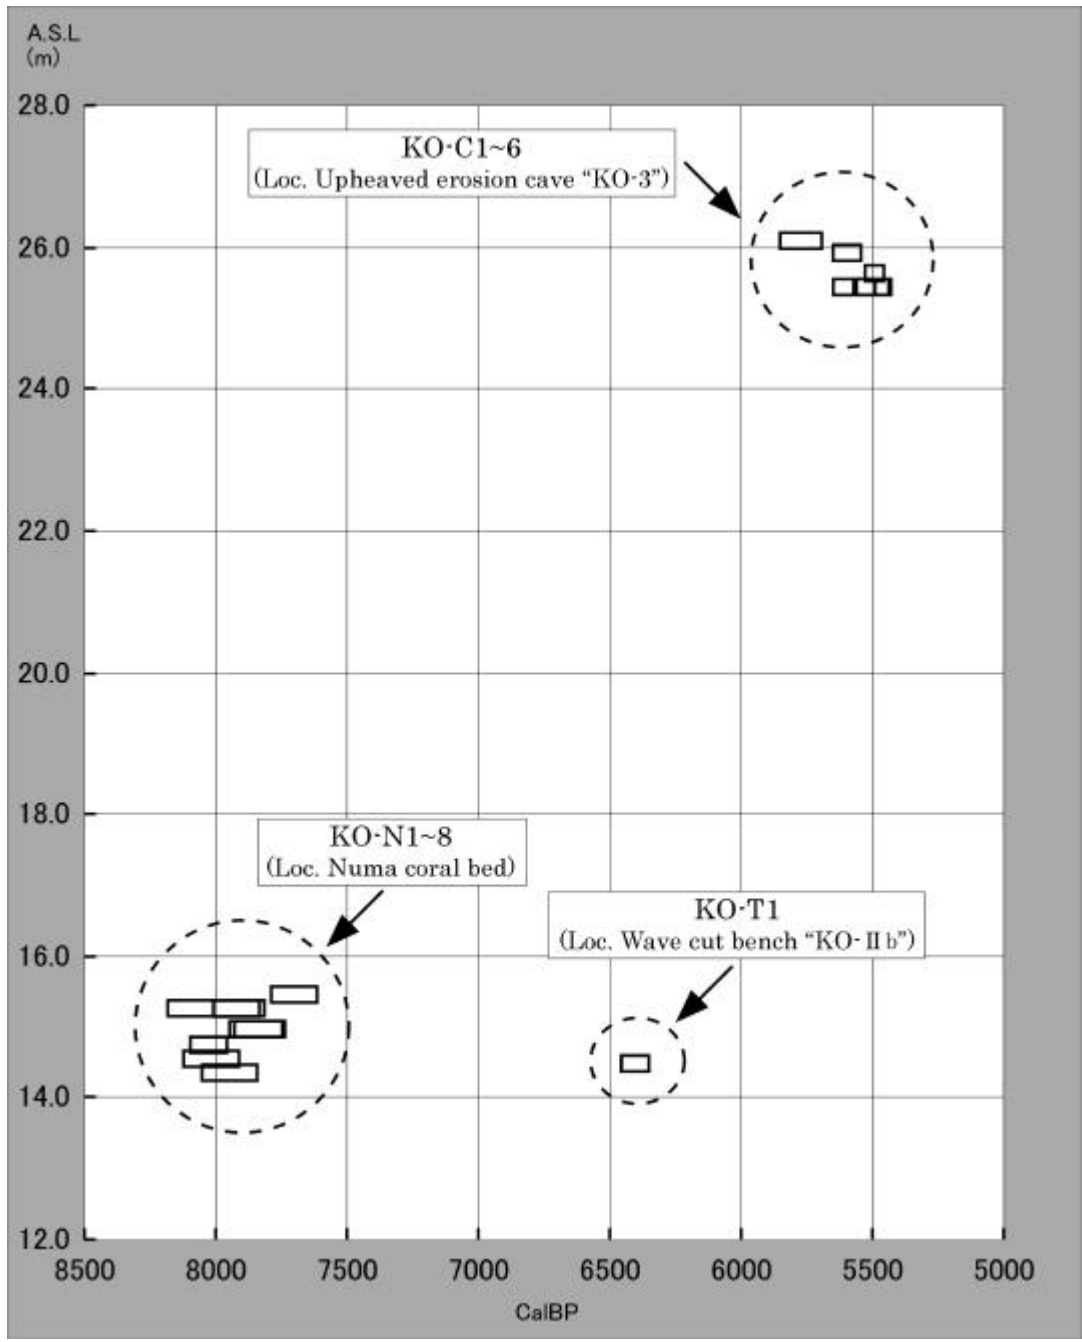 A.S.L
(m)
28.0
KO-C1~6
(Loc. Upheaved erosion cave “KO-3”)
26.0
24.0
22.0
20.0
18.0
KO-N1~8
(Loc. Numa coral bed)
KO-T1
(Loc. Wave cut bench “KO-Ⅱb”)
16.0
14.0
12.0
8500 8000 7500 7000 6500 6000 5500 5000
CalBP